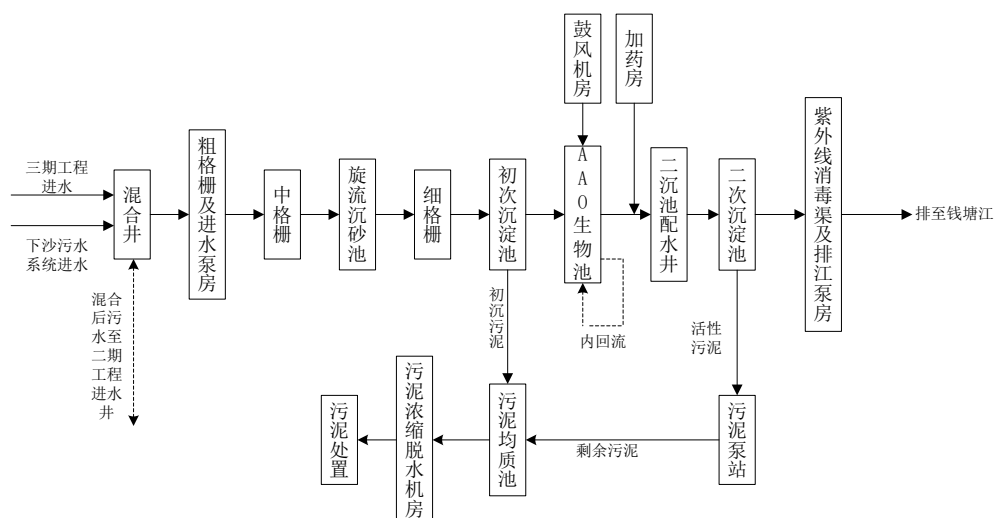 三期工程
进水
下沙污水
系统进水
混合井
混合
后污
水至
二期
工程
进水
井
粗格栅及进水泵房
中格栅
旋流沉砂池
细格栅
初次沉淀池
鼓风机房
加药房
AAO生物池
内回流
二沉池配水井
二次沉淀池
紫外线消毒渠及排江泵房
排至钱塘江
初沉污泥
活性
污泥
污泥处置
污泥浓缩脱水机房
污泥均质池
剩余污泥
污泥泵站